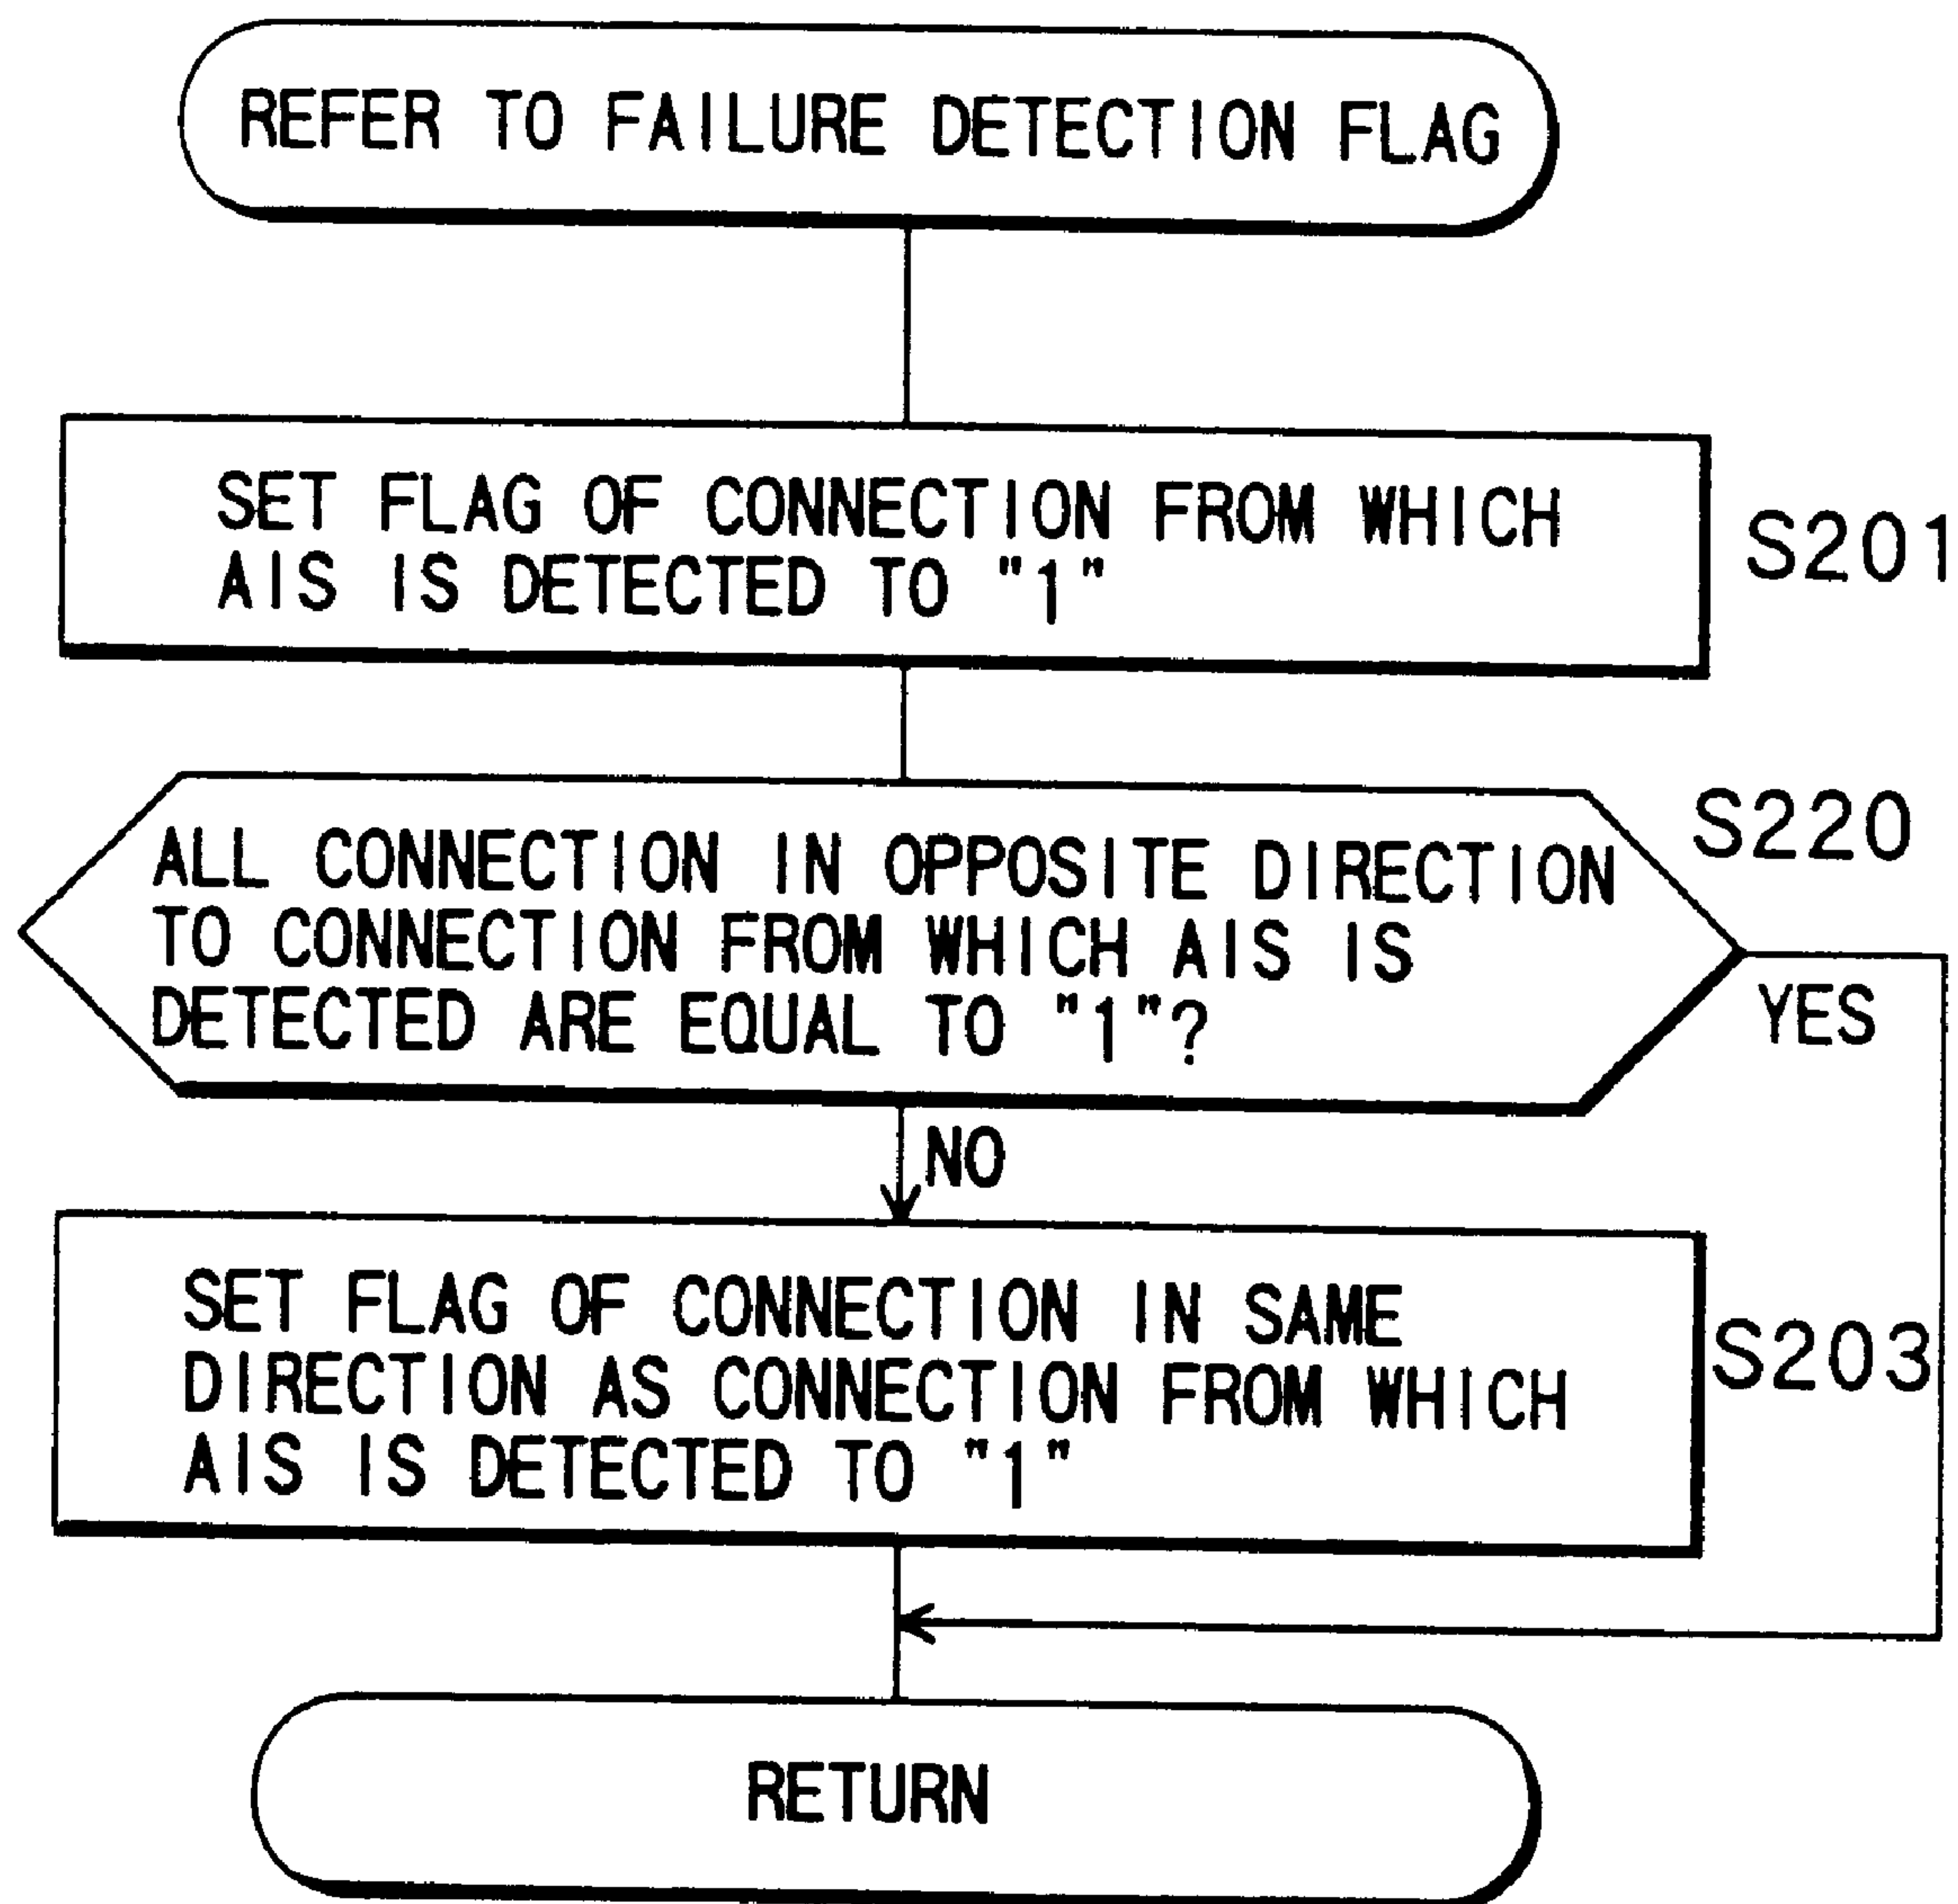 REFER TO FAILURE DETECTION FLAG
SET FLAG OF CONNECTION FROM WHICH
AIS IS DETECTED TO "1"
S201
S220
ALL CONNECTION IN OPPOSITE DIRECTION
TO CONNECTION FROM WHICH AIS IS
DETECTED ARE EQUAL TO "1"?
YES
NO
SET FLAG OF CONNECTION IN SAME
DIRECTION AS CONNECTION FROM WHICH
AIS IS DETECTED TO "1"
S203
RETURN